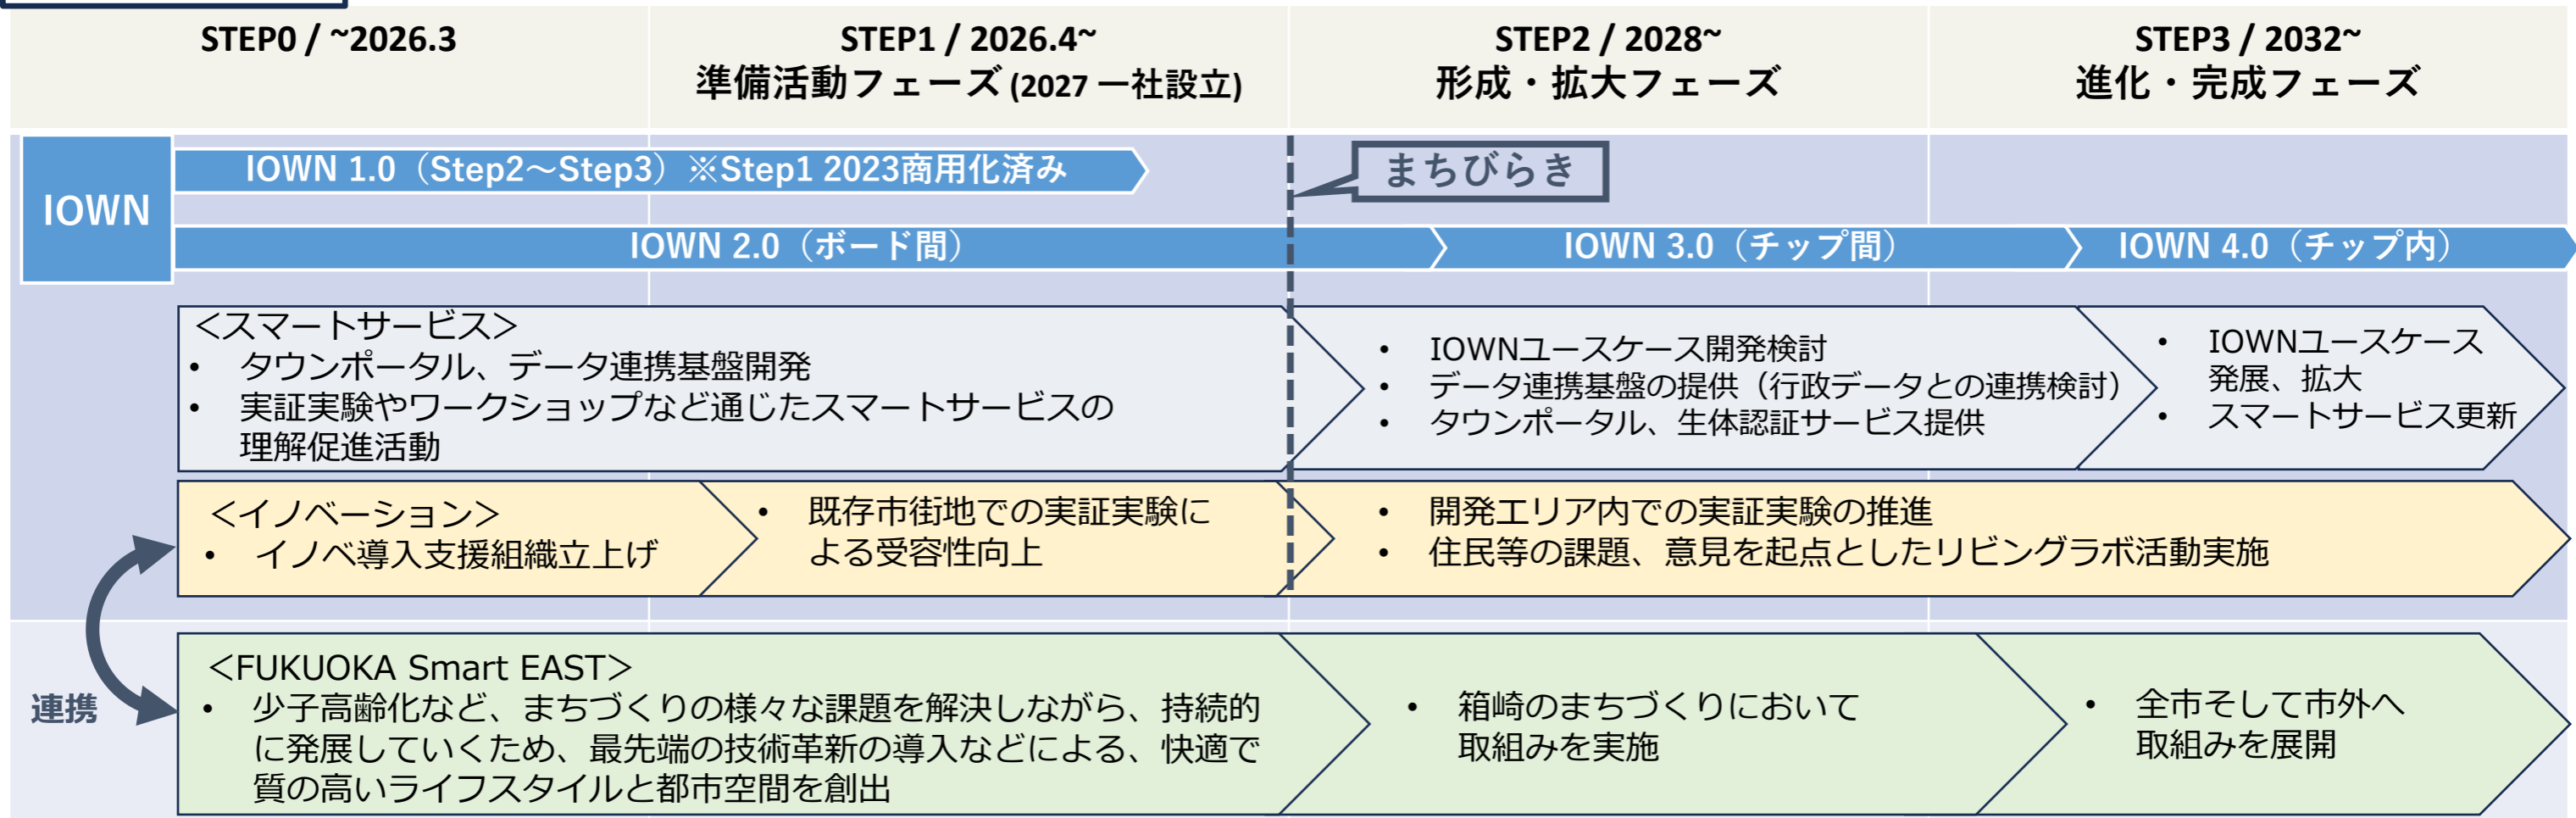 STEP0 / ~2026.3
STEP1 / 2026.4~
準備活動フェーズ (2027 一社設立)
STEP2 / 2028~
形成・拡大フェーズ
STEP3 / 2032~
進化・完成フェーズ
IOWN
IOWN 1.0（Step2～Step3）※Step1 2023商用化済み
まちびらき
IOWN 2.0（ボード間）
IOWN 3.0（チップ間）
IOWN 4.0（チップ内）
＜スマートサービス＞
• タウンポータル、データ連携基盤開発
• 実証実験やワークショップなど通じたスマートサービスの
理解促進活動
• IOWNユースケース開発検討
• データ連携基盤の提供（行政データとの連携検討）
• タウンポータル、生体認証サービス提供
• IOWNユースケース
発展、拡大
• スマートサービス更新
＜イノベーション＞
• イノベ導入支援組織立上げ
• 既存市街地での実証実験に
よる受容性向上
• 開発エリア内での実証実験の推進
• 住民等の課題、意見を起点としたリビングラボ活動実施
連携
＜FUKUOKA Smart EAST＞
• 少子高齢化など、まちづくりの様々な課題を解決しながら、持続的
に発展していくため、最先端の技術革新の導入などによる、快適で
質の高いライフスタイルと都市空間を創出
• 箱崎のまちづくりにおいて
取組みを実施
• 全市そして市外へ
取組みを展開